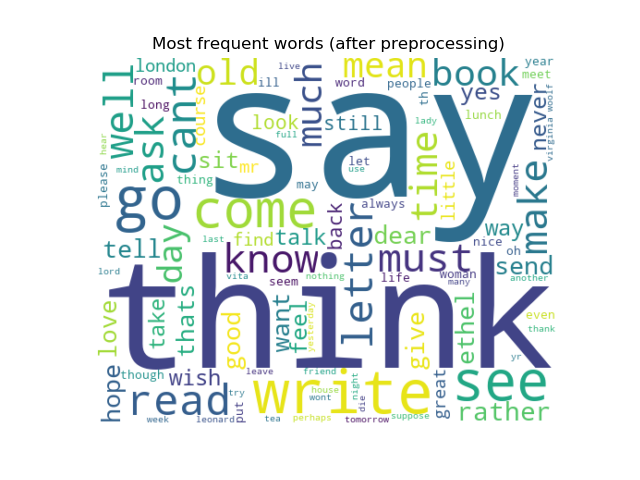 Most frequent words (after preprocessing)
london
old
mean
book
year
room
well
cant
ill
much
live
word
people
th
yes
meet
never
virginia woolf
long
ask
course
say
look
still
full
lady
lunch
please
hear
mind
sit
mr
let
use
time
little
moment
make
thing
go
come
may
always
back
letter
dear
way
nice
oh
tell
day
find
talk
know
must
send
woman
many
another
lord
last
vita
seem
nothing
life
think
love
take
thats
good
want
feel
yesterday
give
ethel
even
thank
yr
though
wish
leave
friend
see
hope
read
try
put
write
house
wont
night
die
great
rather
week
leonard
tea
perhaps
tomorrow
suppose